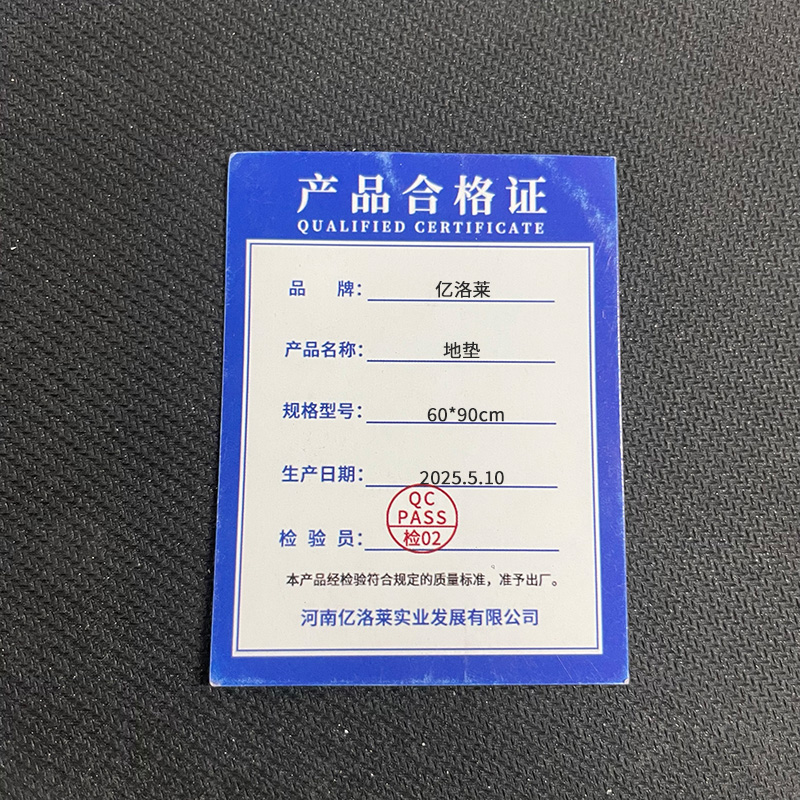 产品合格证
QUALIFIED CERTIFICATE
品 牌: 亿洛莱
产品名称: 地垫
规格型号: 60*90cm
生产日期: 2025.5.10
QC
PASS
检验员: 检02
本产品经检验符合规定的质量标准，准予出厂。
河南亿洛莱实业发展有限公司